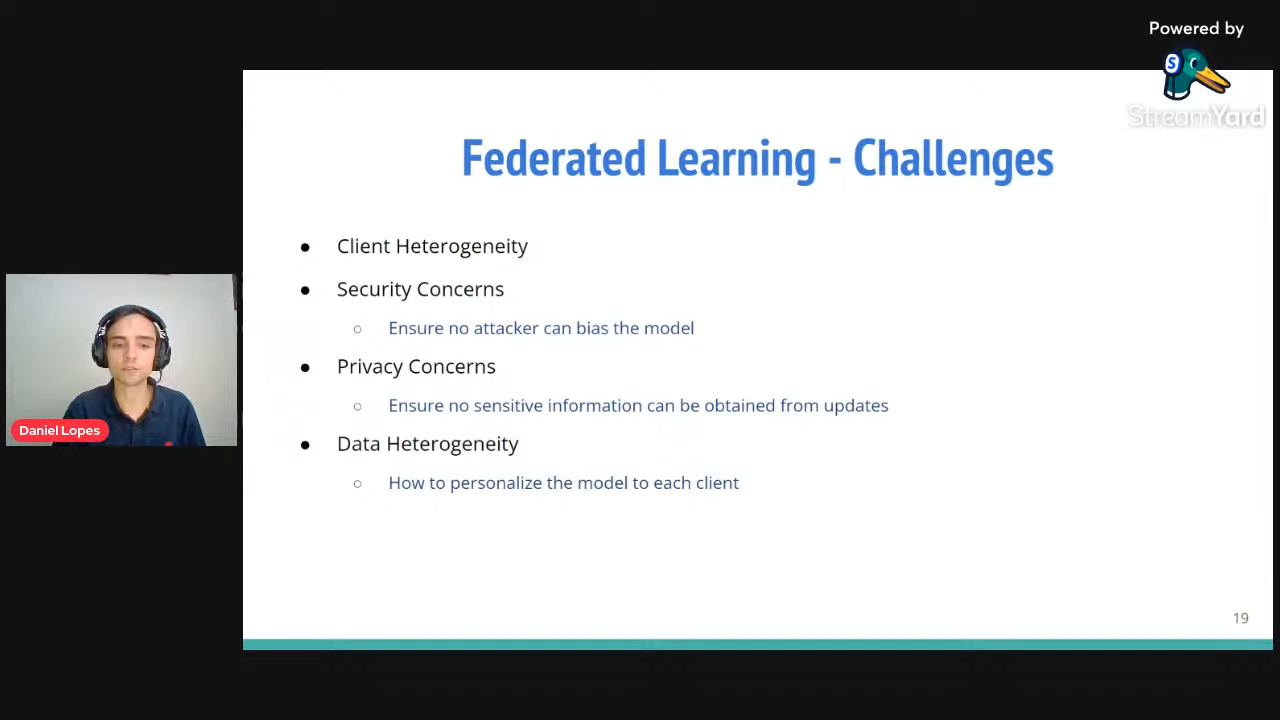 Powered by
S
StreamYard
Federated Learning - Challenges
● Client Heterogeneity
● Security Concerns
○ Ensure no attacker can bias the model
● Privacy Concerns
○ Ensure no sensitive information can be obtained from updates
● Data Heterogeneity
○ How to personalize the model to each client
Daniel Lopes
19